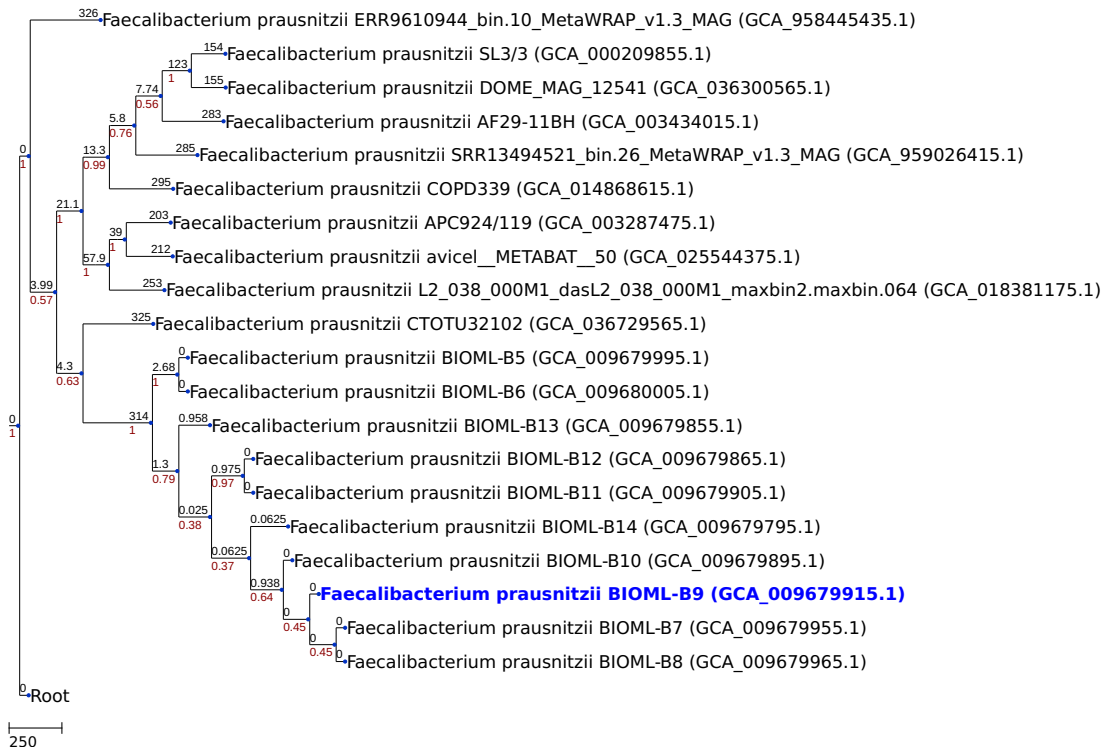 326 Faecalibacterium prausnitzii ERR9610944_bin.10_MetaWRAP_v1.3_MAG (GCA_958445435.1)
154 Faecalibacterium prausnitzii SL3/3 (GCA_000209855.1)
123
1
155 Faecalibacterium prausnitzii DOME_MAG_12541 (GCA_036300565.1)
7.74
0.56
283 Faecalibacterium prausnitzii AF29-11BH (GCA_003434015.1)
5.8
0.76
285 Faecalibacterium prausnitzii SRR13494521_bin.26_MetaWRAP_v1.3_MAG (GCA_959026415.1)
13.3
0.99
0
1
295 Faecalibacterium prausnitzii COPD339 (GCA_014868615.1)
21.1
1
203 Faecalibacterium prausnitzii APC924/119 (GCA_003287475.1)
39
1
212 Faecalibacterium prausnitzii avicel__METABAT__50 (GCA_025544375.1)
57.9
1
253 Faecalibacterium prausnitzii L2_038_000M1_dasL2_038_000M1_maxbin2.maxbin.064 (GCA_018381175.1)
3.99
0.57
325 Faecalibacterium prausnitzii CTOTU32102 (GCA_036729565.1)
0 Faecalibacterium prausnitzii BIOML-B5 (GCA_009679995.1)
4.3
0.63
2.68
1
0 Faecalibacterium prausnitzii BIOML-B6 (GCA_009680005.1)
0
1
314
1
0.958 Faecalibacterium prausnitzii BIOML-B13 (GCA_009679855.1)
0 Faecalibacterium prausnitzii BIOML-B12 (GCA_009679865.1)
1.3
0.79
0.975
0.97
0 Faecalibacterium prausnitzii BIOML-B11 (GCA_009679905.1)
0.025
0.38
0.0625 Faecalibacterium prausnitzii BIOML-B14 (GCA_009679795.1)
0.0625
0.37
0 Faecalibacterium prausnitzii BIOML-B10 (GCA_009679895.1)
0.938
0.64
0 Faecalibacterium prausnitzii BIOML-B9 (GCA_009679915.1)
0
0.45
0 Faecalibacterium prausnitzii BIOML-B7 (GCA_009679955.1)
0
0.45
0 Faecalibacterium prausnitzii BIOML-B8 (GCA_009679965.1)
0 Root
250